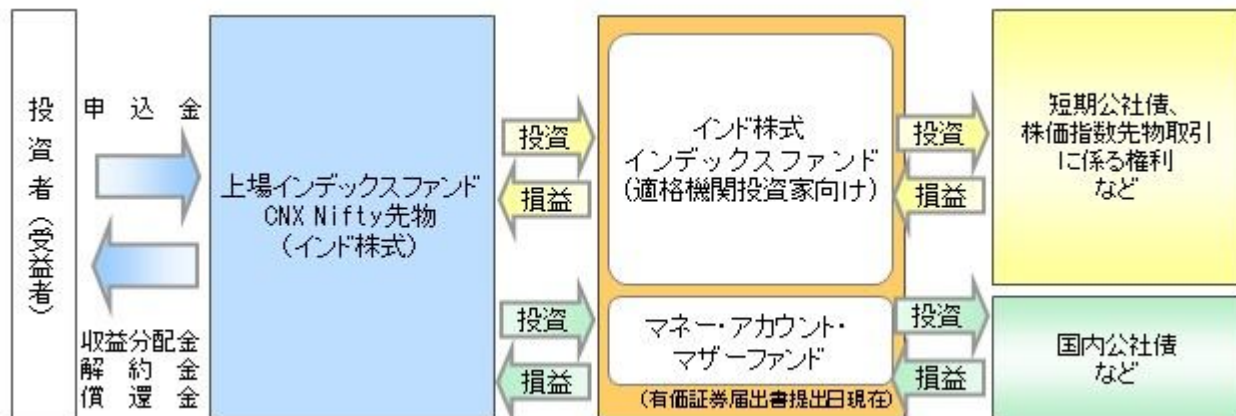 投資者(受益者)
申込金
収益分配金
解約金
償還金
上場インデックスファンド
CNX Nifty先物
(インド株式)
投資
損益
投資
損益
インド株式
インデックスファンド
(適格機関投資家向け)
マネー・アカウント・
マザーファンド
(有価証券届出書提出日現在)
投資
損益
投資
損益
短期公社債、
株価指数先物取引
に係る権利
など
国内公社債
など